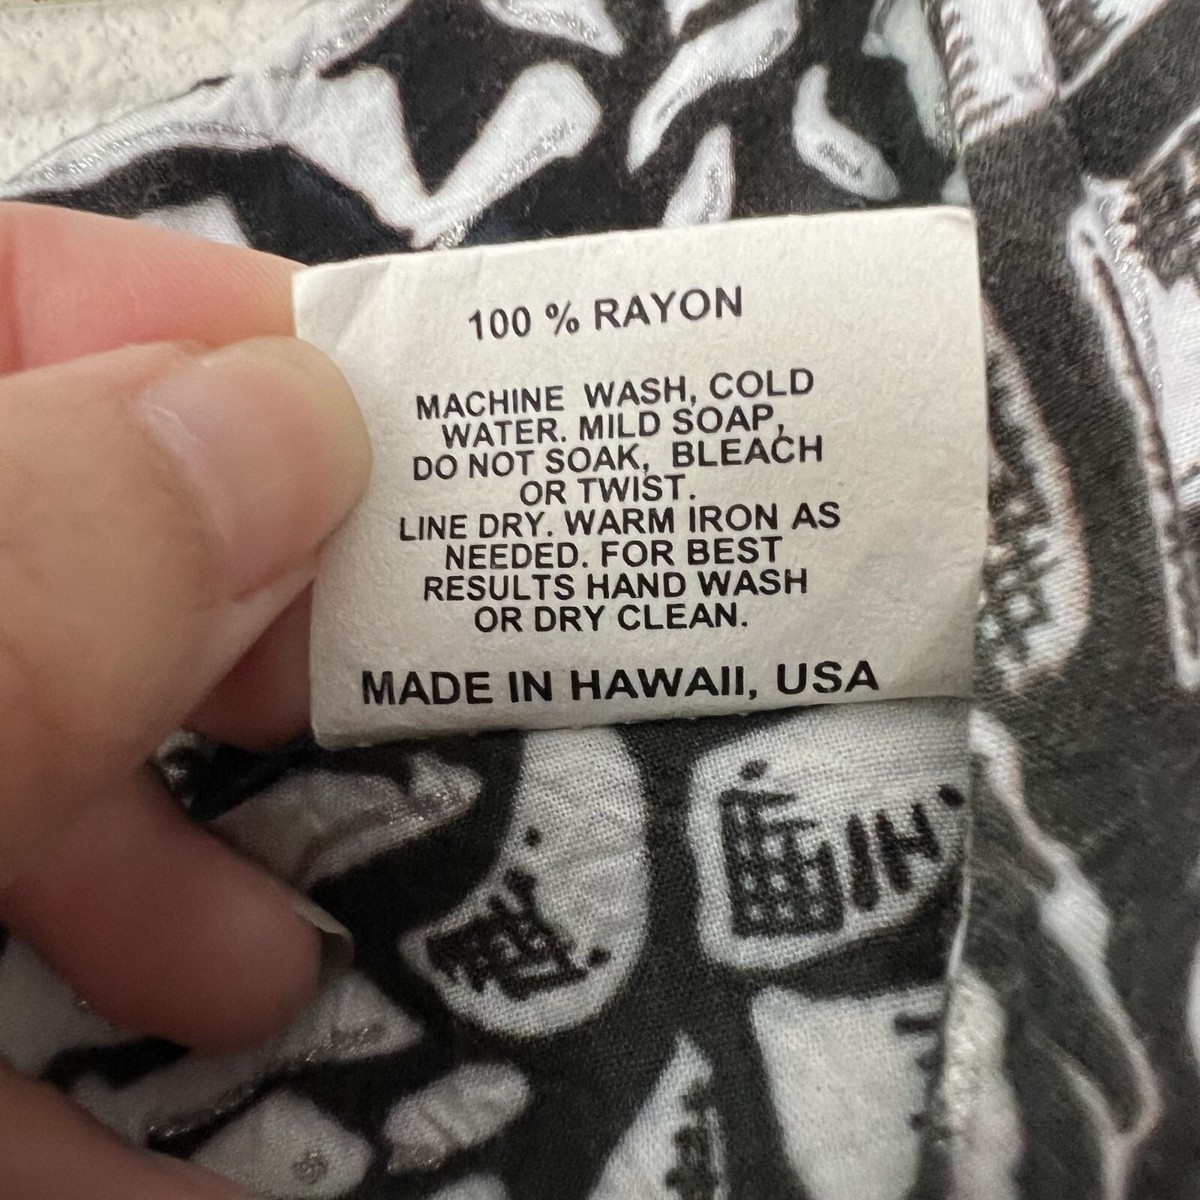 100 % RAYON
MACHINE WASH, COLD
WATER. MILD SOAP,
DO NOT SOAK, BLEACH
OR TWIST.
LINE DRY. WARM IRON AS
NEEDED. FOR BEST
RESULTS HAND WASH
OR DRY CLEAN.
MADE IN HAWAII, USA